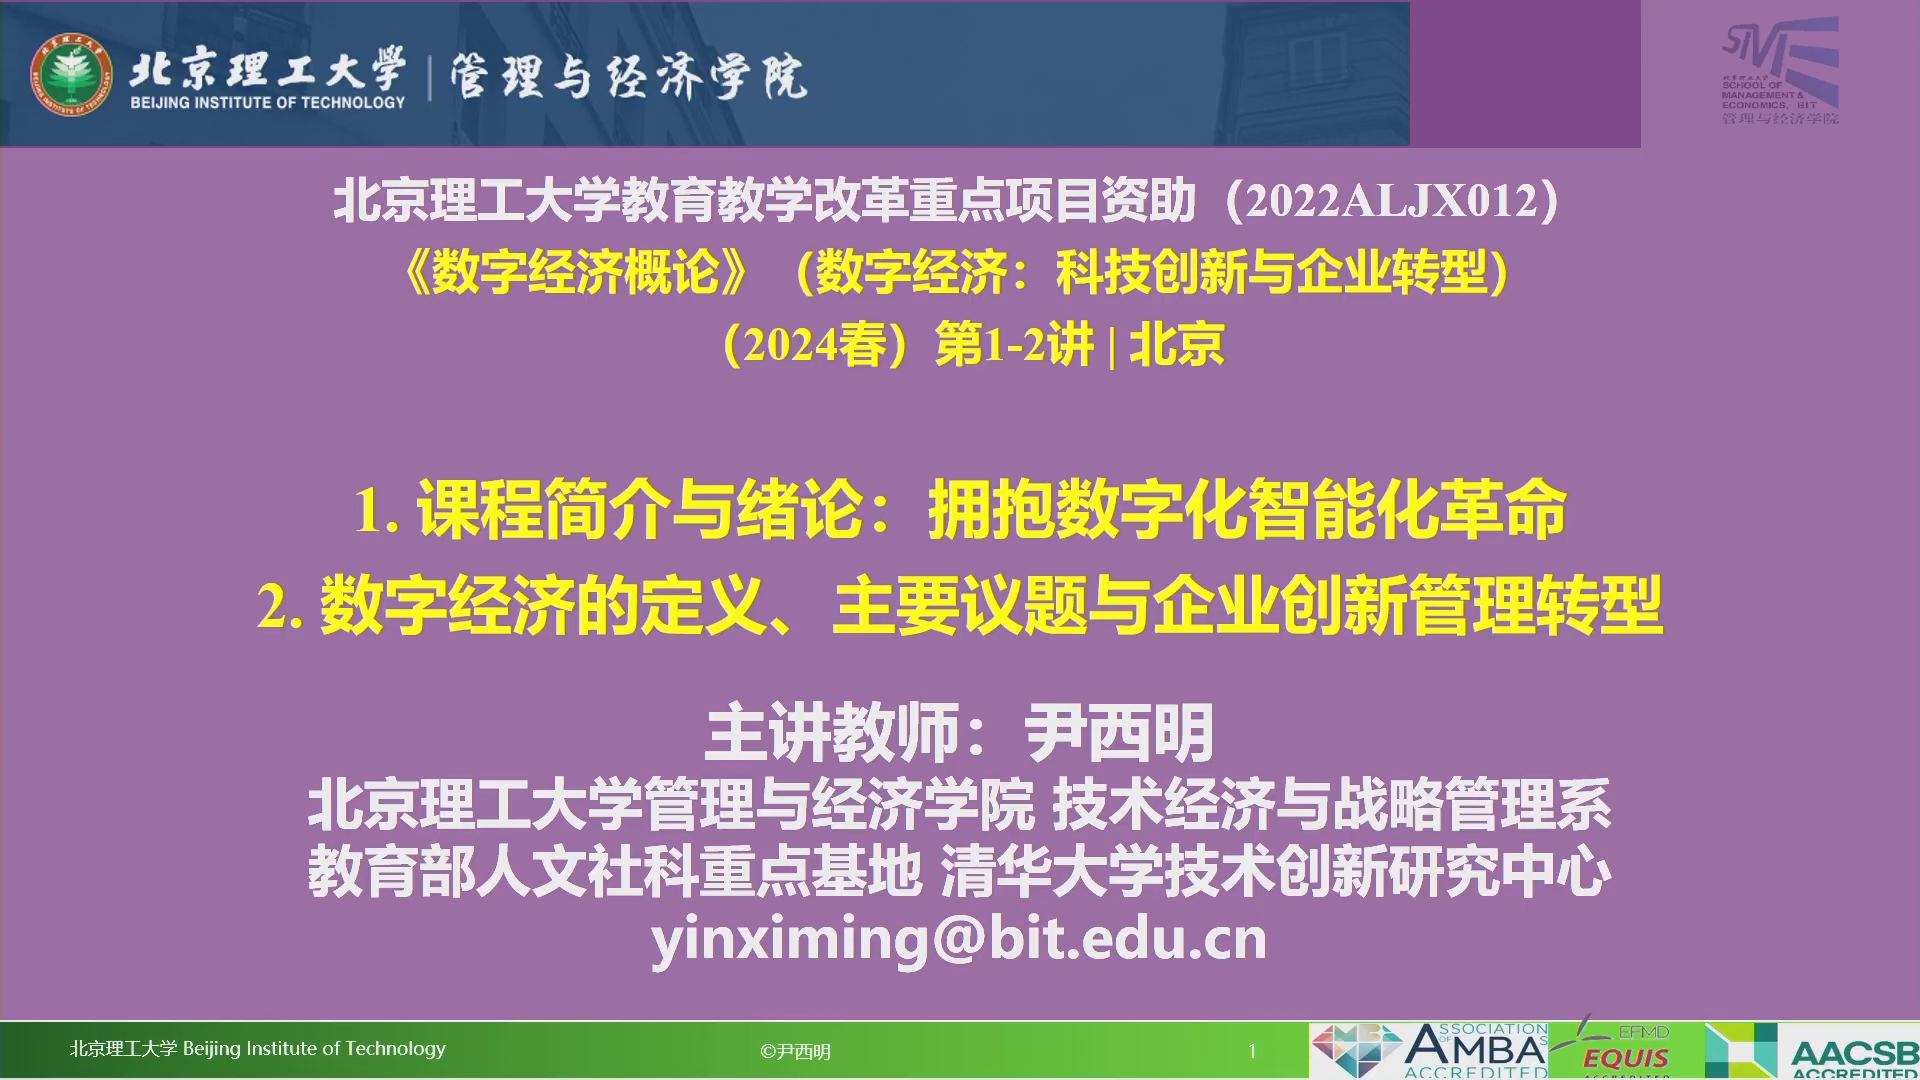 北京理工大学 | 管理与经济学院
BEIJING INSTITUTE OF TECHNOLOGY
SME
北京理工大学
SCHOOL OF
MANAGEMENT &
ECONOMICS, BIT
管理与经济学院
北京理工大学教育教学改革重点项目资助（2022ALJX012）
《数字经济概论》（数字经济：科技创新与企业转型）
（2024春）第1-2讲 | 北京
1. 课程简介与绪论：拥抱数字化智能化革命
2. 数字经济的定义、主要议题与企业创新管理转型
主讲教师：尹西明
北京理工大学管理与经济学院 技术经济与战略管理系
教育部人文社科重点基地 清华大学技术创新研究中心
yinximing@bit.edu.cn
北京理工大学 Beijing Institute of Technology
©尹西明
1
ASSOCIATION
OF AMBAS
ACCREDITED
EFMD
EQUIS
ACCREDITED
AACSB
ACCREDITED